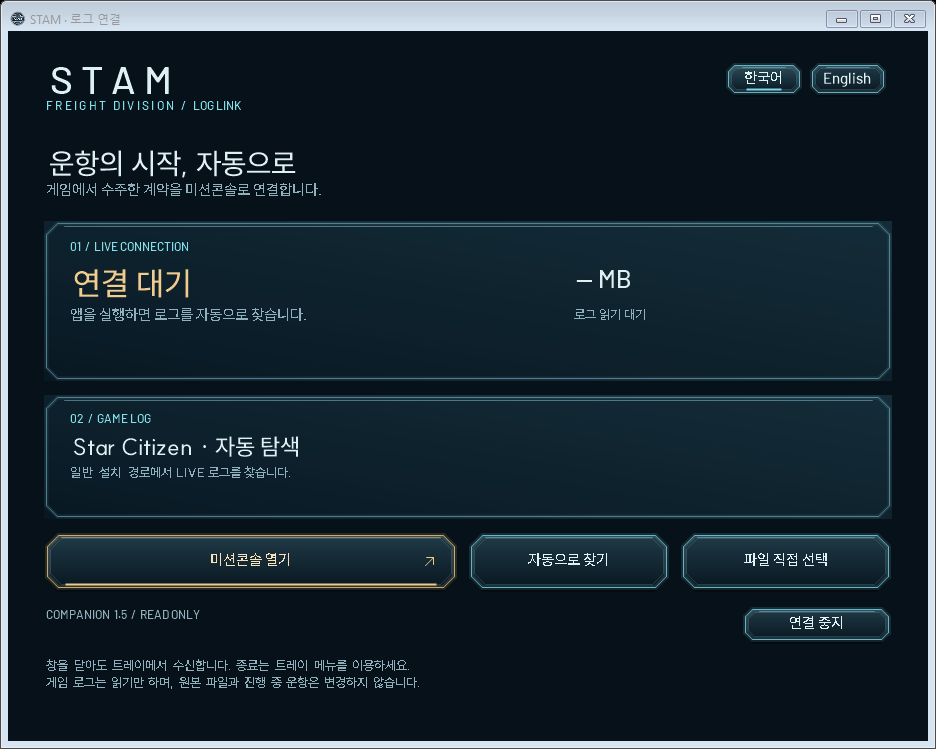 STAM · 로그 연결
STAM
FREIGHT DIVISION / LOGLINK
한국어
English
운항의 시작, 자동으로
게임에서 수주한 계약을 미션콘솔로 연결합니다.
01 / LIVE CONNECTION
연결 대기
— MB
앱을 실행하면 로그를 자동으로 찾습니다.
로그 읽기 대기
02 / GAME LOG
Star Citizen · 자동 탐색
일반 설치 경로에서 LIVE 로그를 찾습니다.
미션콘솔 열기 ↗
자동으로 찾기
파일 직접 선택
COMPANION 1.5 / READ ONLY
연결 중지
창을 닫아도 트레이에서 수신합니다. 종료는 트레이 메뉴를 이용하세요.
게임 로그는 읽기만 하며, 원본 파일과 진행 중 운항은 변경하지 않습니다.